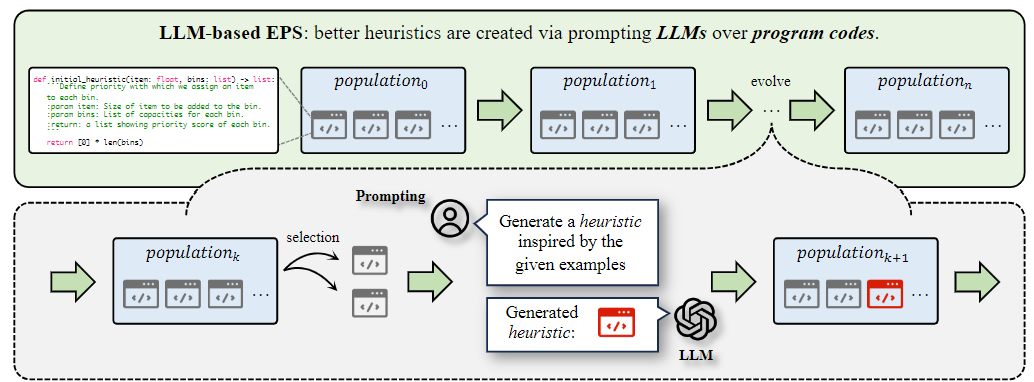 LLM-based EPS: better heuristics are created via prompting LLMs over program codes.
def initial_heuristic(item: float, bins: list) -> list:
"Define priority with which we assign an item
to each bin.
:param item: Size of item to be added to the bin.
:param bins: List of capacities for each bin.
:return: a list showing priority score of each bin.
return [0] * len(bins)
population0
</>
</>
</>
...
population1
</>
</>
</>
...
evolve
...
populationn
</>
</>
</>
...
populationk
</>
</>
</>
...
selection
</>
</>
Prompting
Generate a heuristic
inspired by the
given examples
Generated
heuristic:
</>
LLM
populationk+1
</>
</>
</>
...